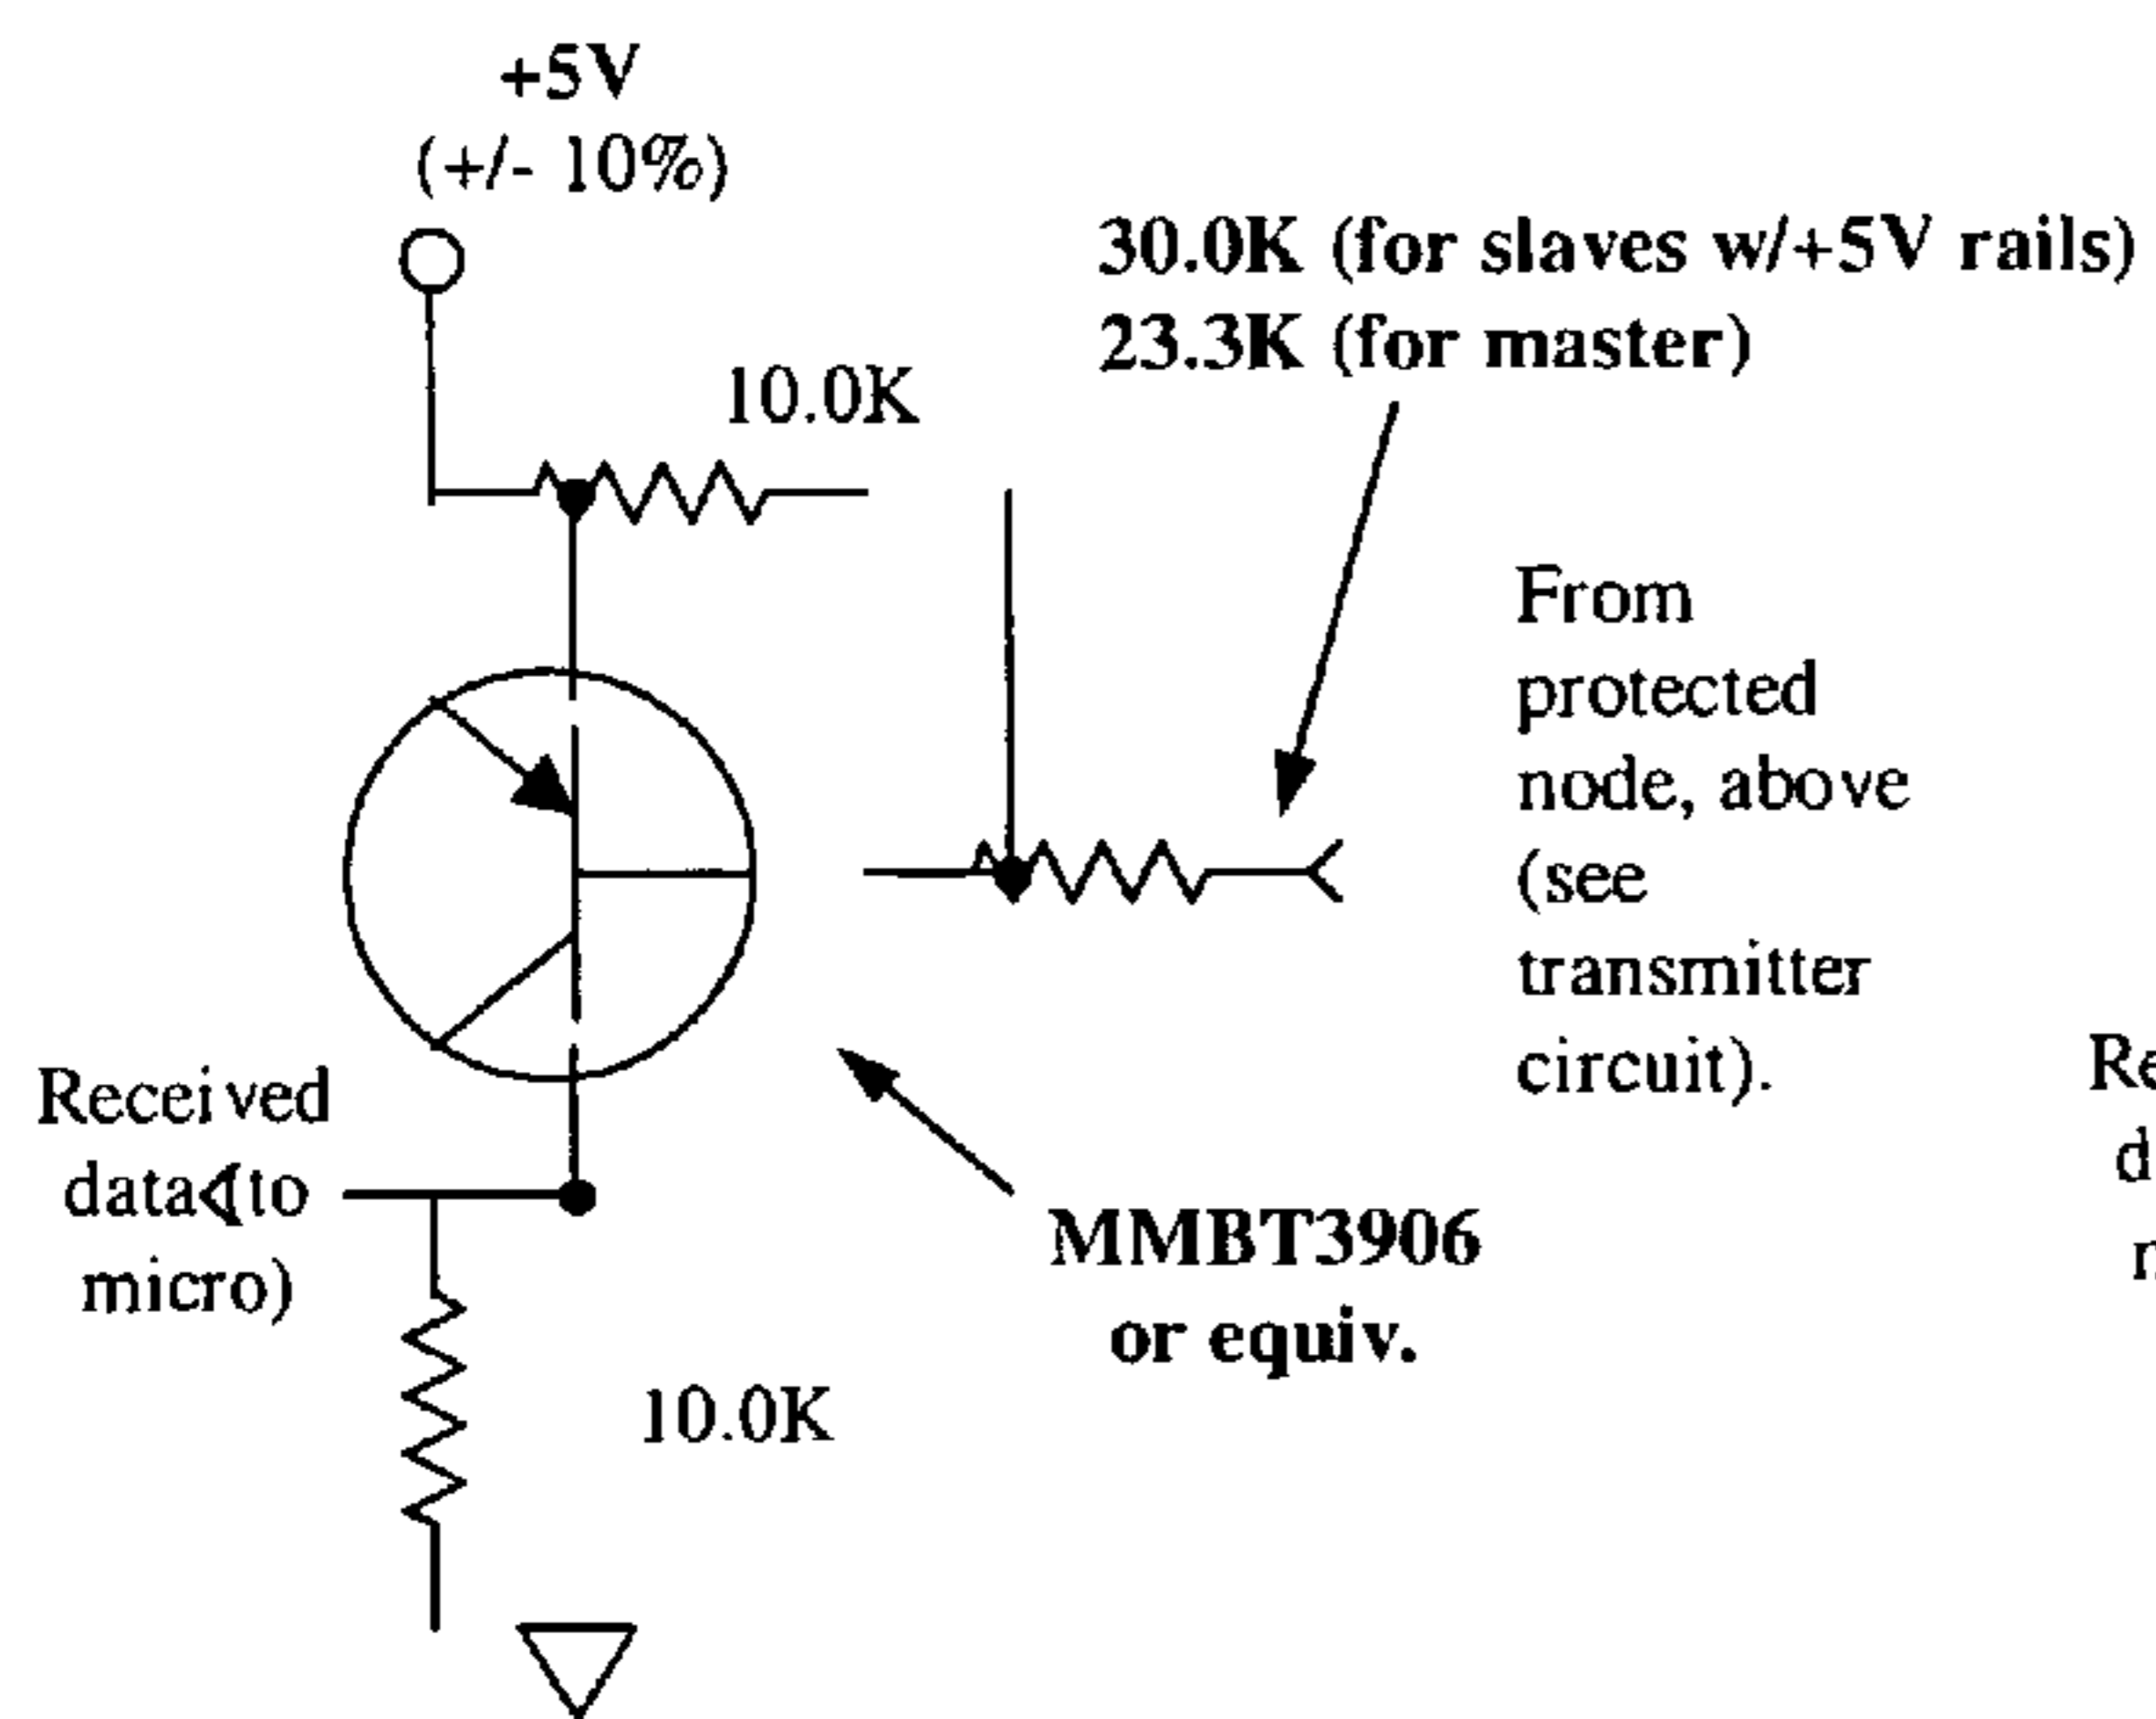 +5V
(+/- 10%)
30.0K (for slaves w/+5V rails)
23.3K (for master)
10.0K
From
protected
node, above
(see
transmitter
circuit).
Received
data (to
micro)
MMBT3906
or equiv.
10.0K